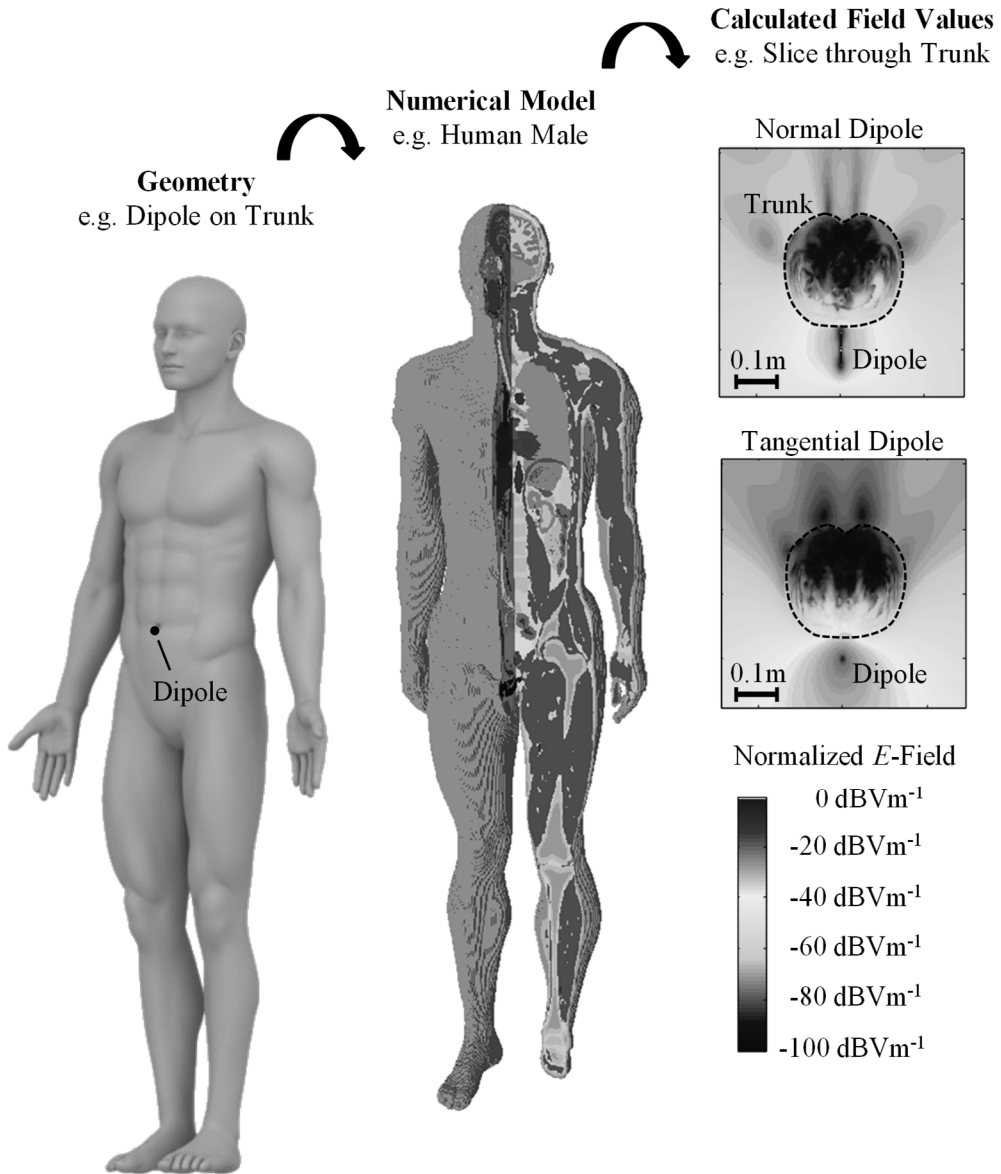 Calculated Field Values
e.g. Slice through Trunk
Numerical Model
e.g. Human Male
Geometry
e.g. Dipole on Trunk
Dipole
Normal Dipole
Trunk
Dipole
0.1m
Tangential Dipole
Dipole
0.1m
Normalized E-Field
0 dBVm-1
-20 dBVm-1
-40 dBVm-1
-60 dBVm-1
-80 dBVm-1
-100 dBVm-1